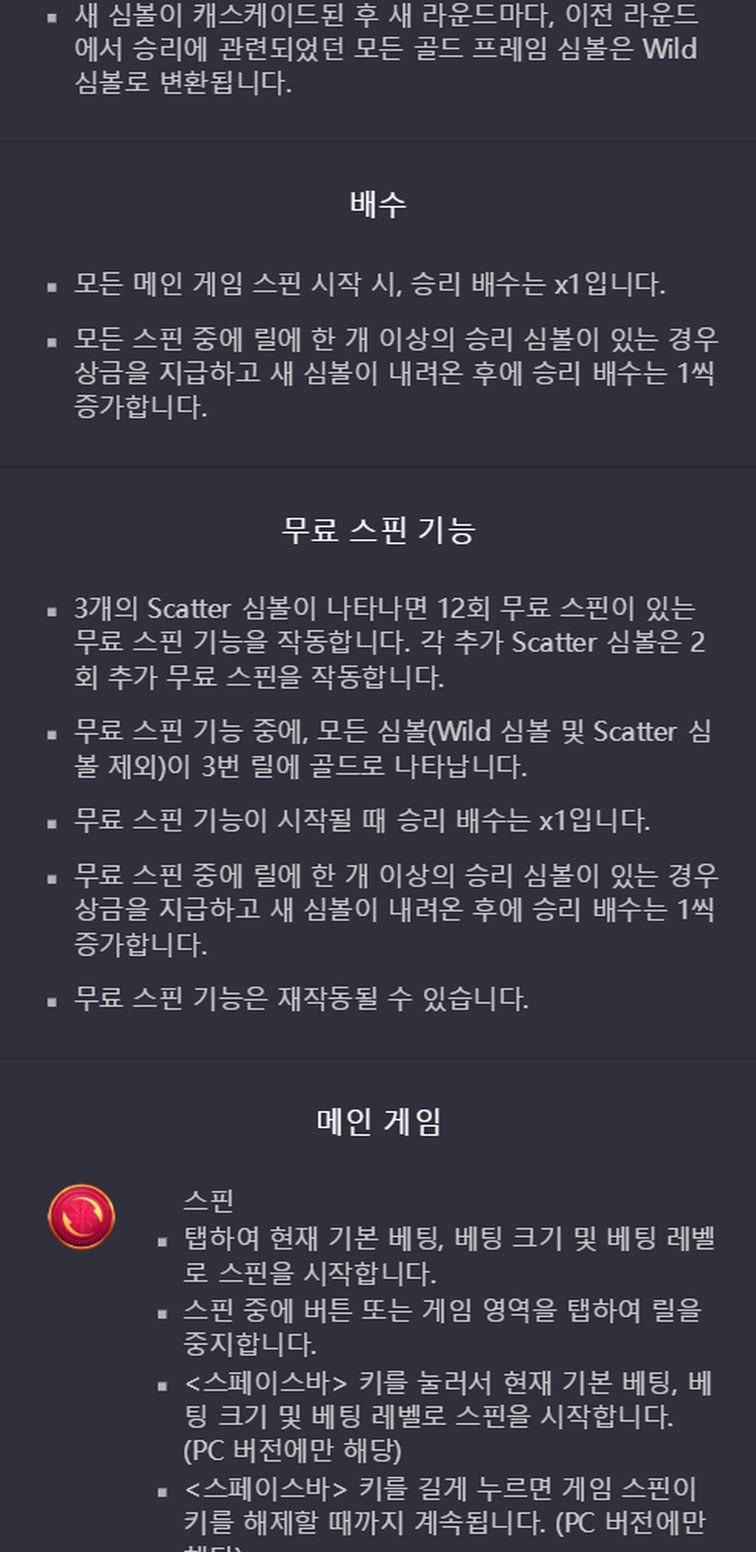 ▪ 새 심볼이 캐스케이드된 후 새 라운드마다, 이전 라운드
에서 승리에 관련되었던 모든 골드 프레임 심볼은 Wild
심볼로 변환됩니다.
배수
▪ 모든 메인 게임 스핀 시작 시, 승리 배수는 x1입니다.
▪ 모든 스핀 중에 릴에 한 개 이상의 승리 심볼이 있는 경우
상금을 지급하고 새 심볼이 내려온 후에 승리 배수는 1씩
증가합니다.
무료 스핀 기능
▪ 3개의 Scatter 심볼이 나타나면 12회 무료 스핀이 있는
무료 스핀 기능을 작동합니다. 각 추가 Scatter 심볼은 2
회 추가 무료 스핀을 작동합니다.
▪ 무료 스핀 기능 중에, 모든 심볼(Wild 심볼 및 Scatter 심
볼 제외)이 3번 릴에 골드로 나타납니다.
▪ 무료 스핀 기능이 시작될 때 승리 배수는 x1입니다.
▪ 무료 스핀 중에 릴에 한 개 이상의 승리 심볼이 있는 경우
상금을 지급하고 새 심볼이 내려온 후에 승리 배수는 1씩
증가합니다.
▪ 무료 스핀 기능은 재작동될 수 있습니다.
메인 게임
스핀
▪ 탭하여 현재 기본 베팅, 베팅 크기 및 베팅 레벨
로 스핀을 시작합니다.
▪ 스핀 중에 버튼 또는 게임 영역을 탭하여 릴을
중지합니다.
▪ <스페이스바> 키를 눌러서 현재 기본 베팅, 베
팅 크기 및 베팅 레벨로 스핀을 시작합니다.
(PC 버전에만 해당)
▪ <스페이스바> 키를 길게 누르면 게임 스핀이
키를 해제할 때까지 계속됩니다. (PC 버전에만